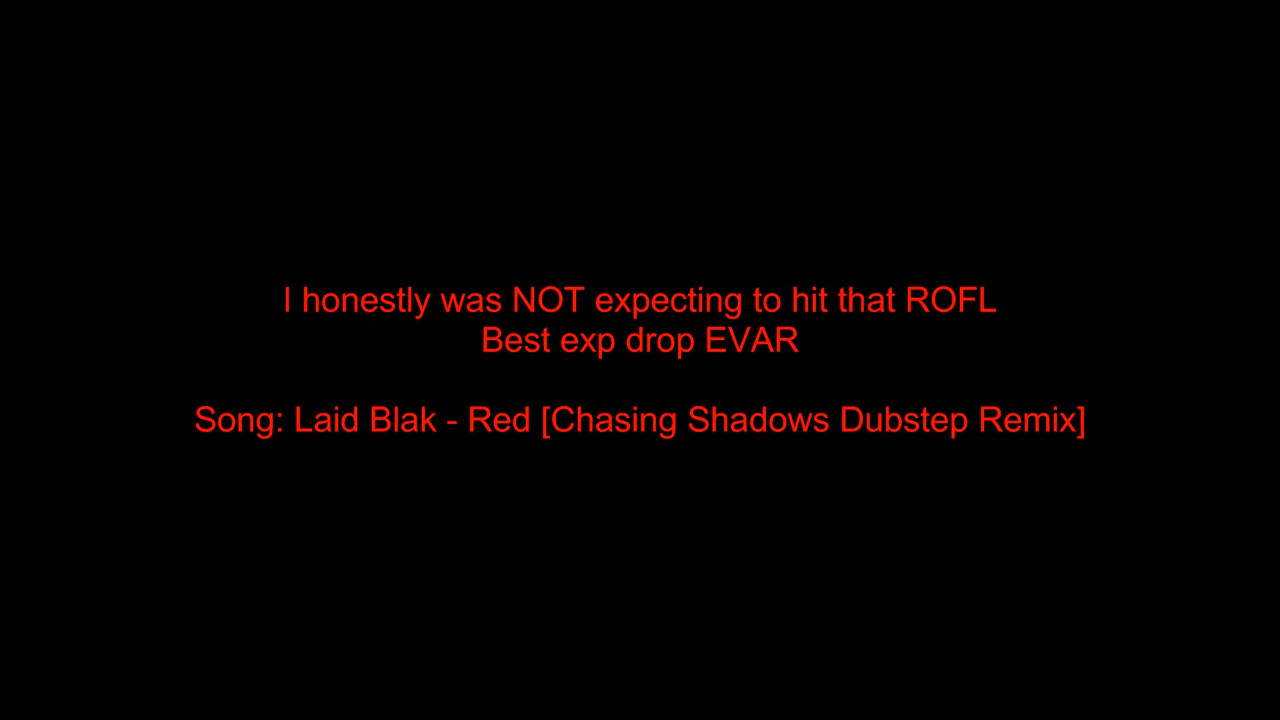 I honestly was NOT expecting to hit that ROFL
Best exp drop EVAR
Song: Laid Blak - Red [Chasing Shadows Dubstep Remix]